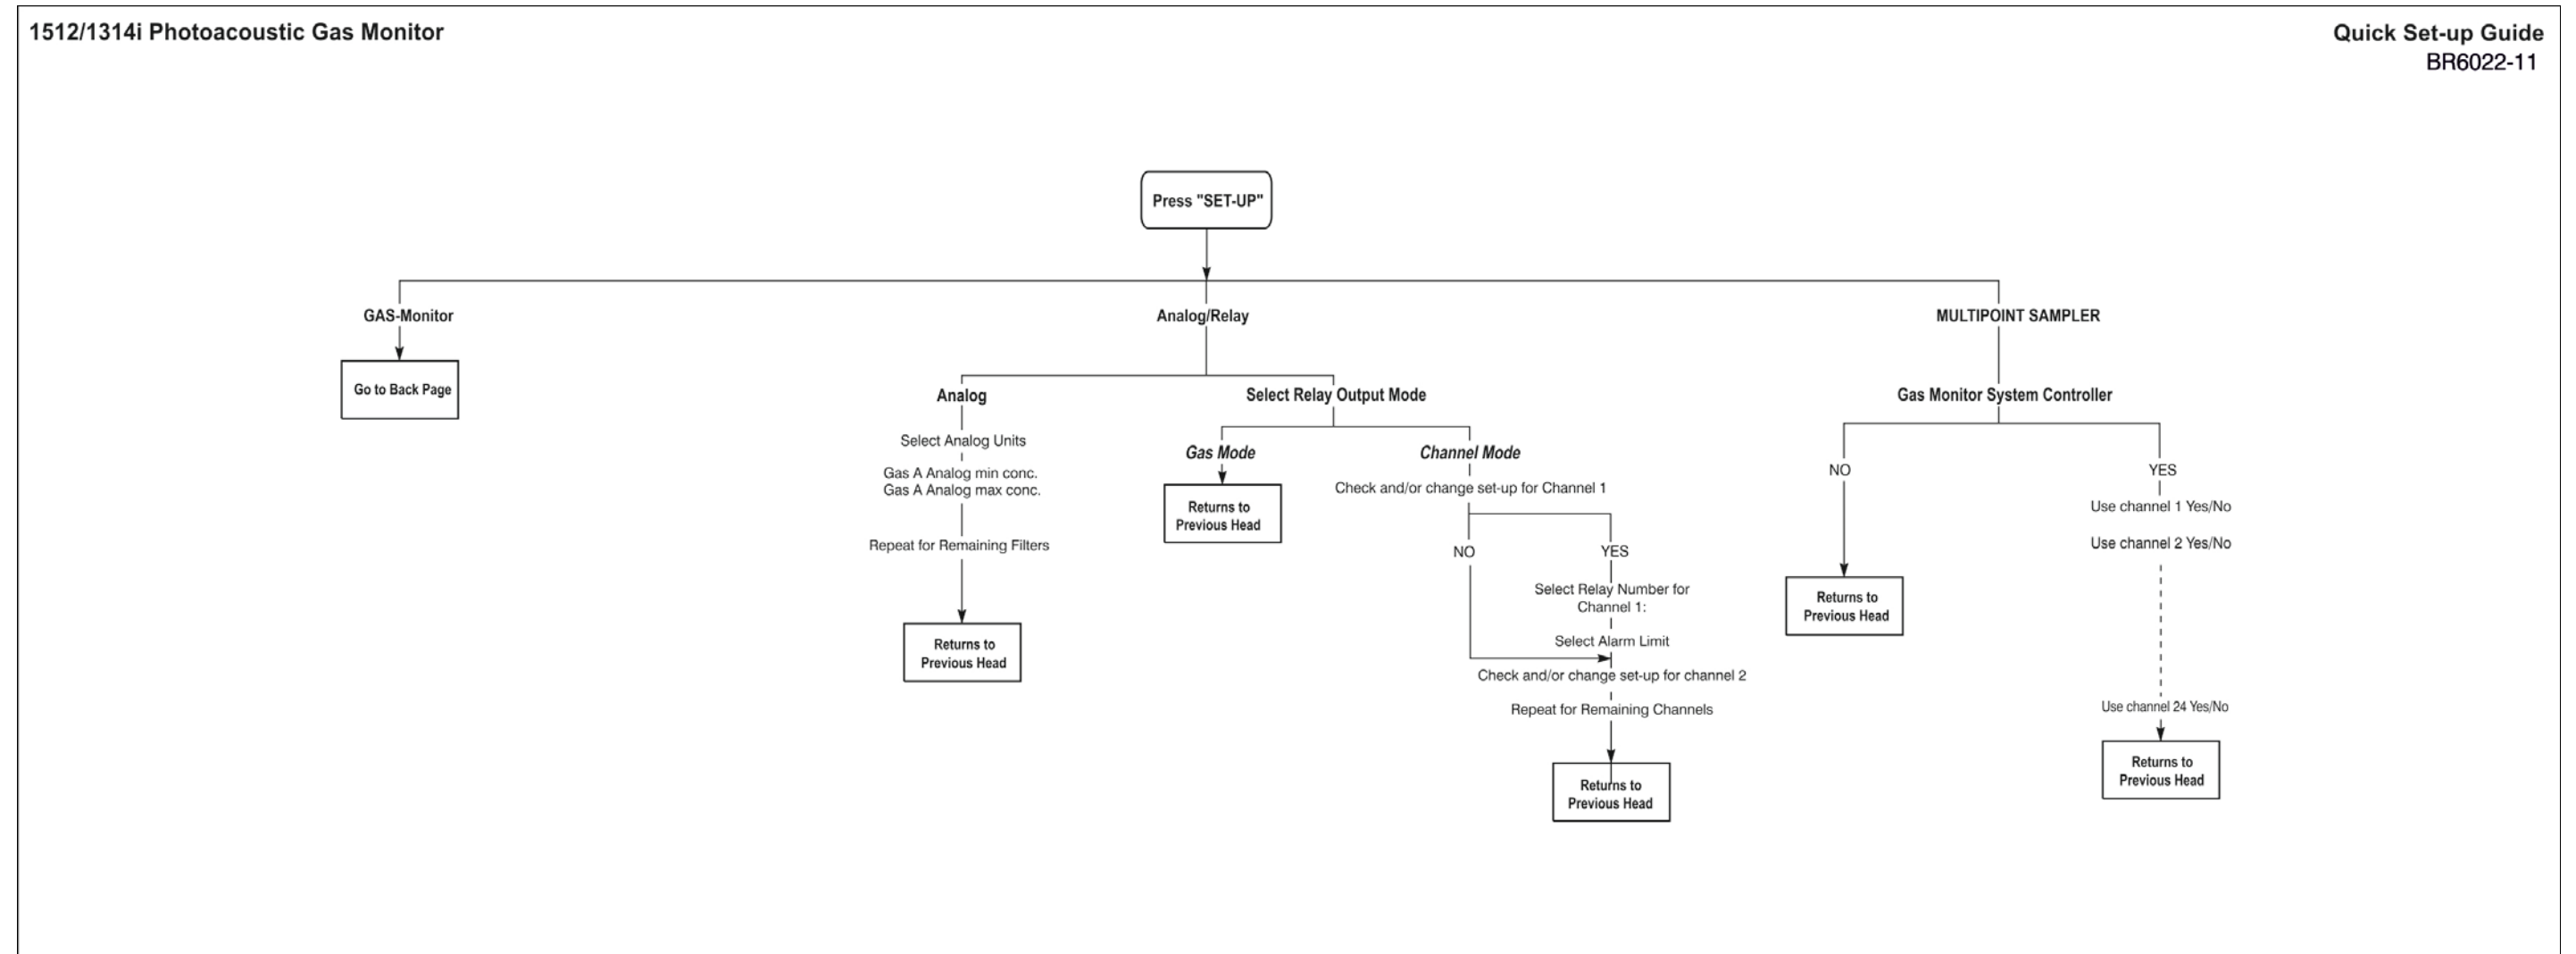 1512/1314i Photoacoustic Gas Monitor
Quick Set-up Guide
BR6022-11
Press "SET-UP"
GAS-Monitor
Analog/Relay
MULTIPOINT SAMPLER
Go to Back Page
Analog
Select Relay Output Mode
Gas Monitor System Controller
Select Analog Units
Gas A Analog min conc.
Gas A Analog max conc.
Repeat for Remaining Filters
Returns to
Previous Head
Gas Mode
Returns to
Previous Head
Channel Mode
Check and/or change set-up for Channel 1
NO
YES
Select Relay Number for
Channel 1:
Select Alarm Limit
Check and/or change set-up for channel 2
Repeat for Remaining Channels
Returns to
Previous Head
NO
Returns to
Previous Head
YES
Use channel 1 Yes/No
Use channel 2 Yes/No
Use channel 24 Yes/No
Returns to
Previous Head